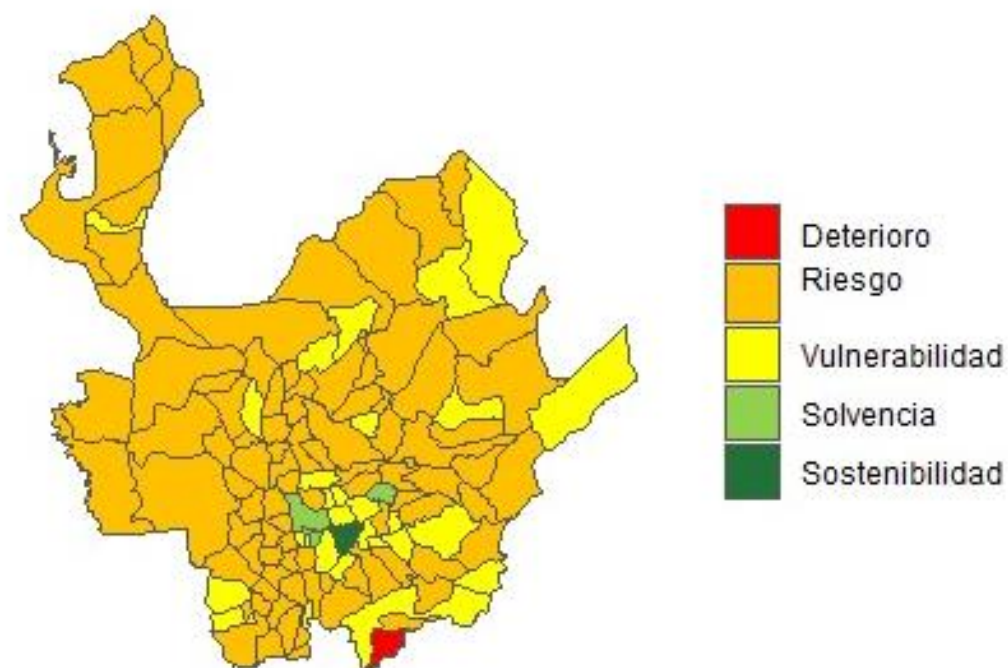 Deterioro
Riesgo
Vulnerabilidad
Solvencia
Sostenibilidad